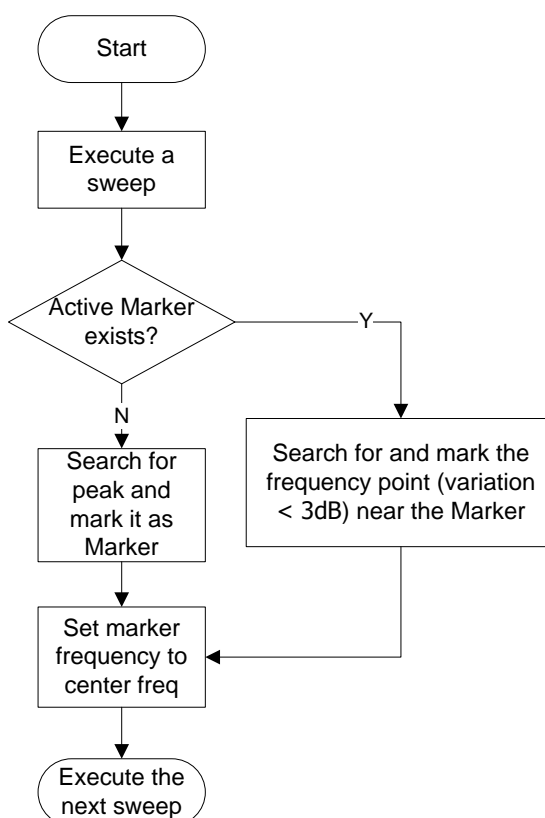 Start
Execute a
sweep
Active Marker
exists?
Y
N
Search for
peak and
mark it as
Marker
Search for and mark the
frequency point (variation
< 3dB) near the Marker
Set marker
frequency to
center freq
Execute the
next sweep